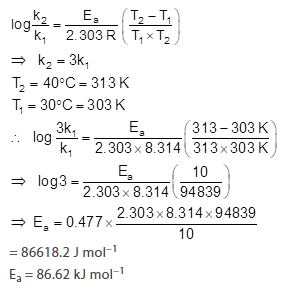 log k₂/k₁ = Eₐ/2.303 R ((T₂ − T₁)/(T₁ × T₂))
⇒ k₂ = 3k₁
T₂ = 40°C = 313 K
T₁ = 30°C = 303 K
∴ log 3k₁/k₁ = Eₐ/2.303 × 8.314 ((313 − 303 K)/(313 × 303 K))
⇒ log3 = Eₐ/2.303 × 8.314 (10/94839)
⇒ Eₐ = 0.477 × 2.303 × 8.314 × 94839/10
= 86618.2 J mol⁻¹
Eₐ = 86.62 kJ mol⁻¹